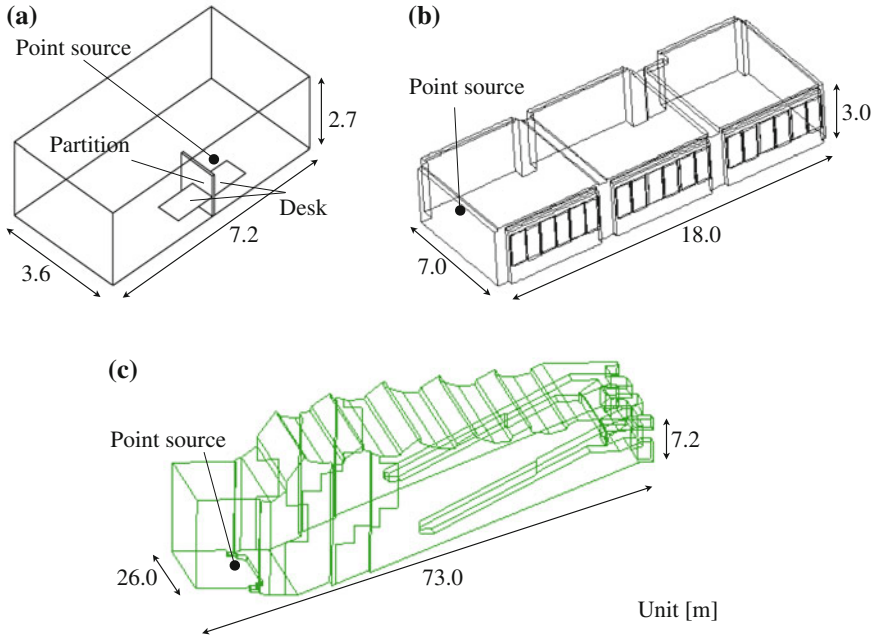 (a)
Point source
Partition
Desk
2.7
7.2
3.6
(b)
Point source
3.0
18.0
7.0
(c)
Point source
7.2
26.0
73.0
Unit [m]